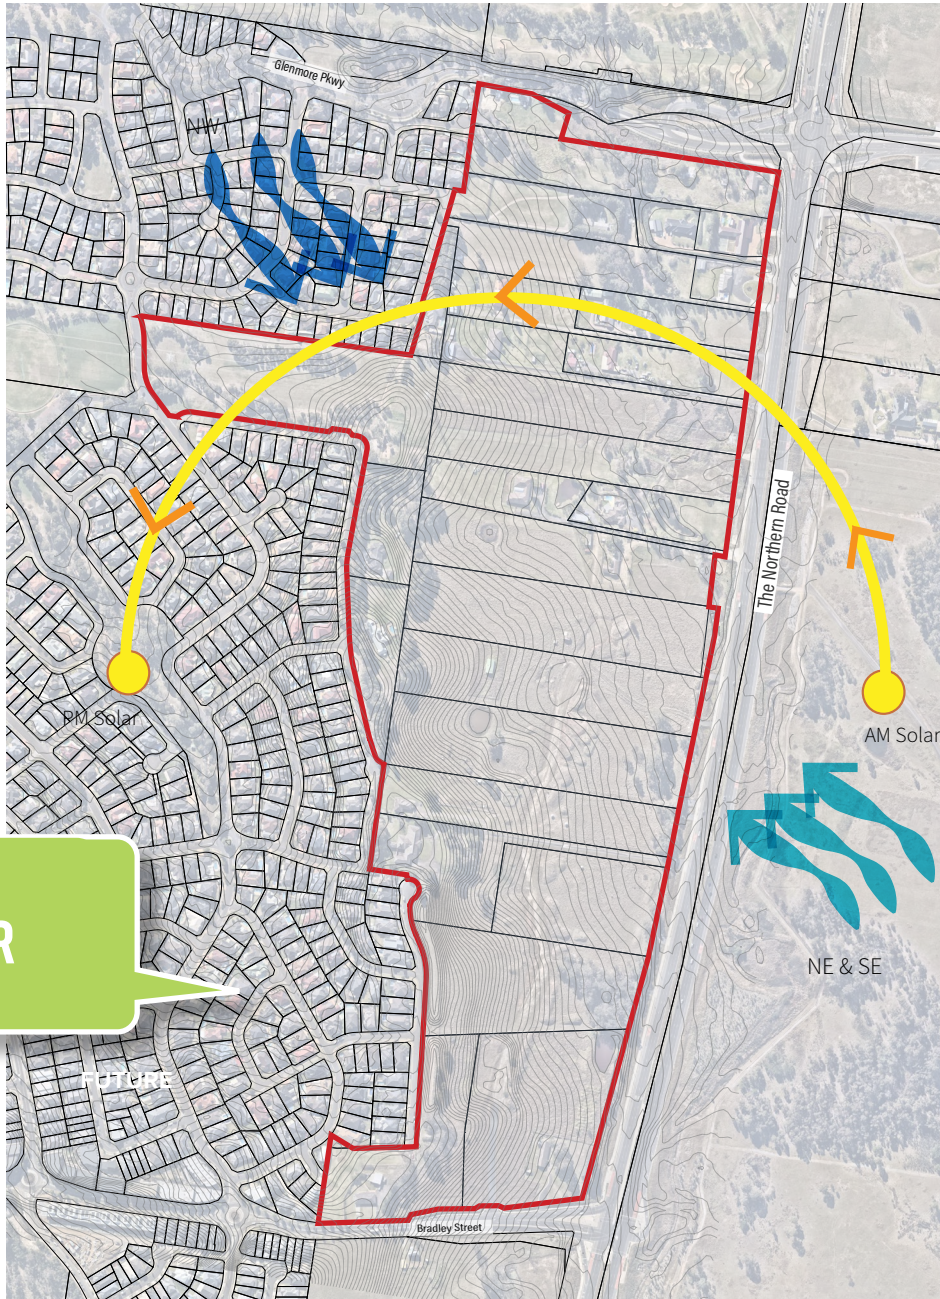 Glenmore Pkwy
NW
The Northern Road
PM Solar
AM Solar
R
NE & SE
FUTURE
Bradley Street